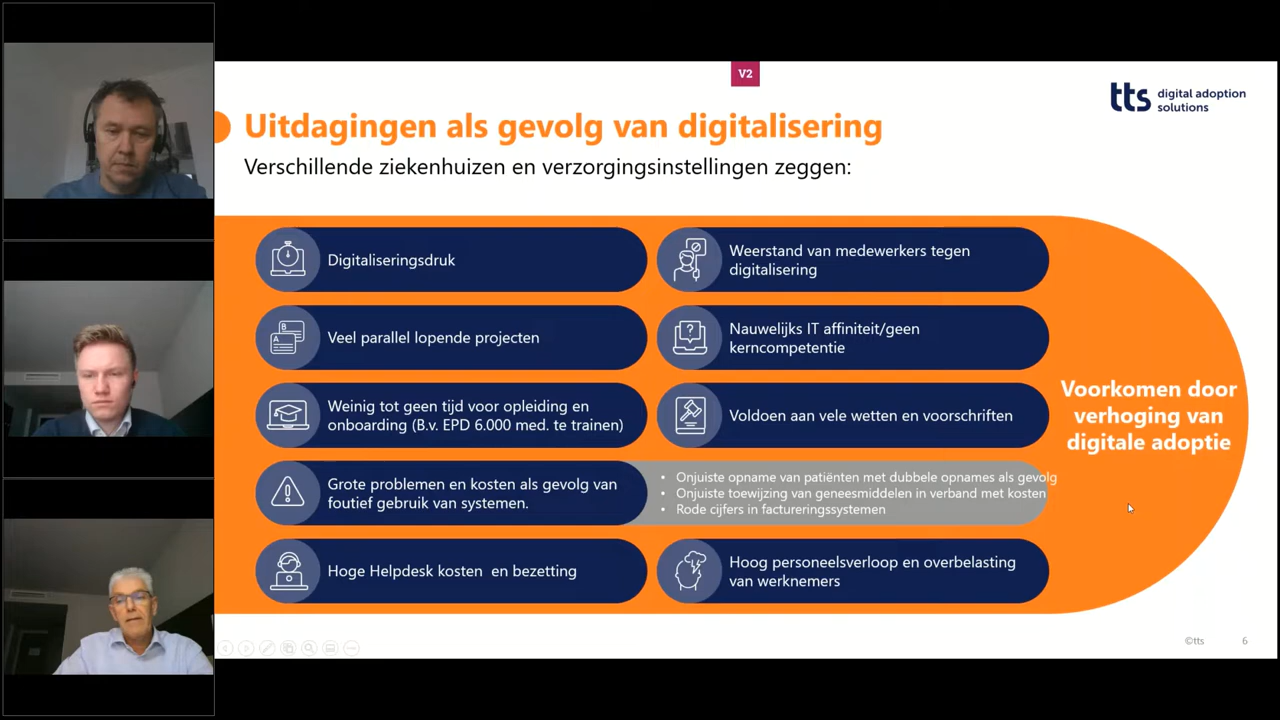 V2
tts digital adoption
solutions
Uitdagingen als gevolg van digitalisering
Verschillende ziekenhuizen en verzorgingsinstellingen zeggen:
Digitaliseringsdruk
Weerstand van medewerkers tegen
digitalisering
B
A
Veel parallel lopende projecten
?
Nauwelijks IT affiniteit/geen
kerncompetentie
Weinig tot geen tijd voor opleiding en
onboarding (B.v. EPD 6.000 med. te trainen)
Voldoen aan vele wetten en voorschriften
Grote problemen en kosten als gevolg van
foutief gebruik van systemen.
• Onjuiste opname van patiënten met dubbele opnames als gevolg
• Onjuiste toewijzing van geneesmiddelen in verband met kosten
• Rode cijfers in factureringssystemen
Hoge Helpdesk kosten  en bezetting
Hoog personeelsverloop en overbelasting
van werknemers
Voorkomen door
verhoging van
digitale adoptie
©tts
6